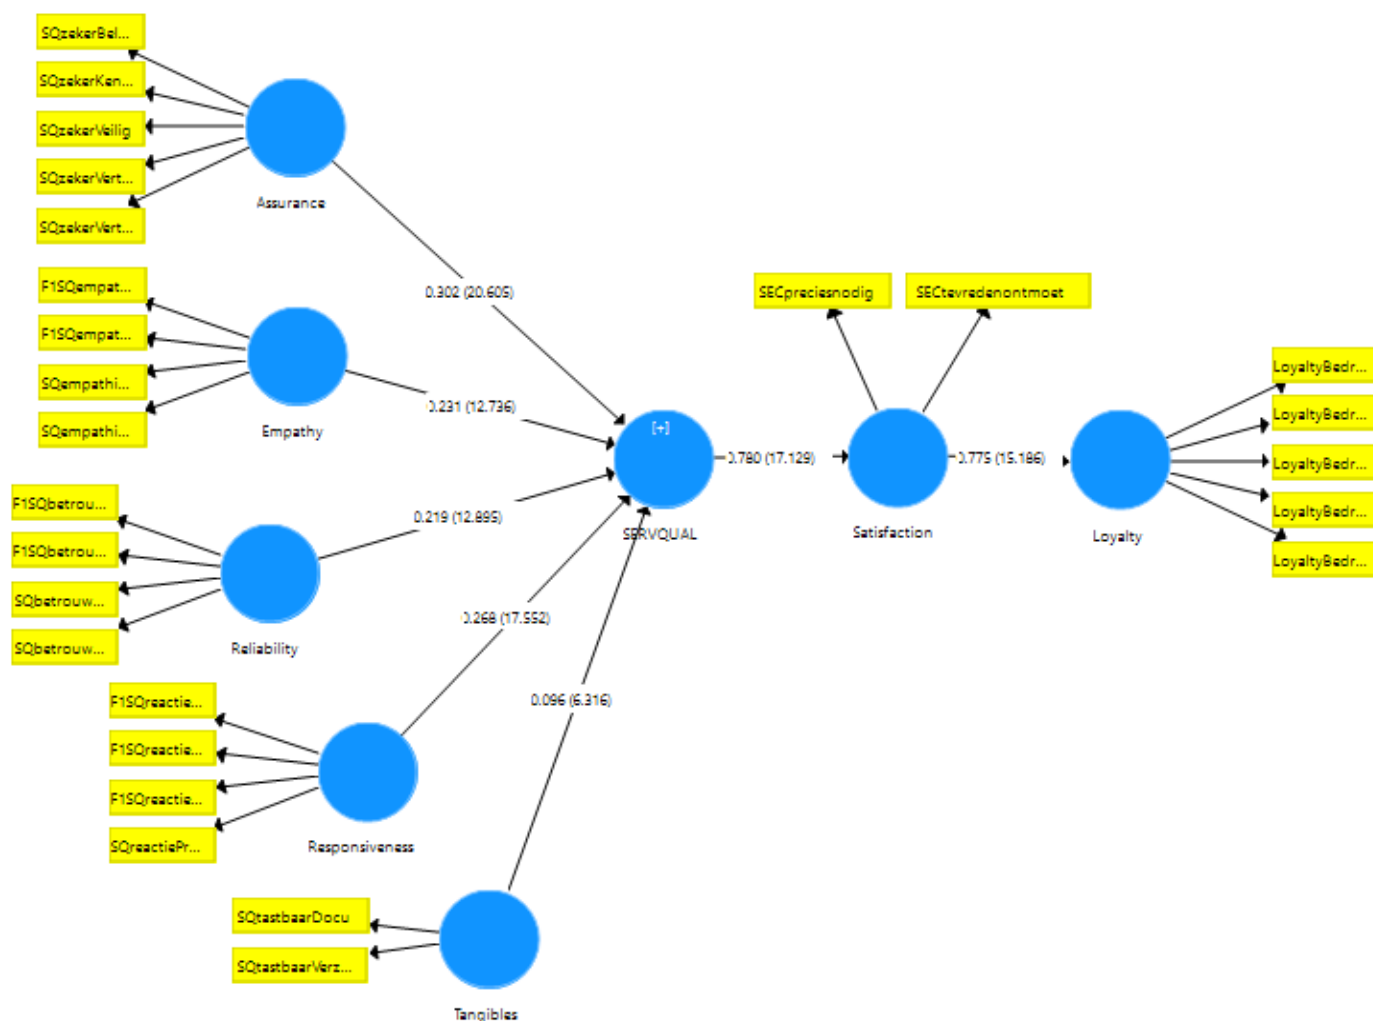 SQzekerBel...
SQzekerKen...
SQzekerVeilig
SQzekerVert...
SQzekerVert...
Assurance
0.302 (20.605)
F1SQempat...
F1SQempat...
SQempathi...
SQempathi...
Empathy
0.231 (12.736)
SECpreciesnodig
SECtevredenontmoet
[+]
SERVQUAL
0.780 (17.129)
Satisfaction
0.775 (15.186)
Loyalty
LoyaltyBedr...
LoyaltyBedr...
LoyaltyBedr...
LoyaltyBedr...
LoyaltyBedr...
F1SQbetrou...
F1SQbetrou...
SQbetrouw...
SQbetrouw...
Reliability
0.219 (12.895)
F1SQreactie...
F1SQreactie...
F1SQreactie...
SQreactiePr...
Responsiveness
0.268 (17.552)
SQtastbaarDocu
SQtastbaarVerz...
Tangibles
0.096 (6.316)